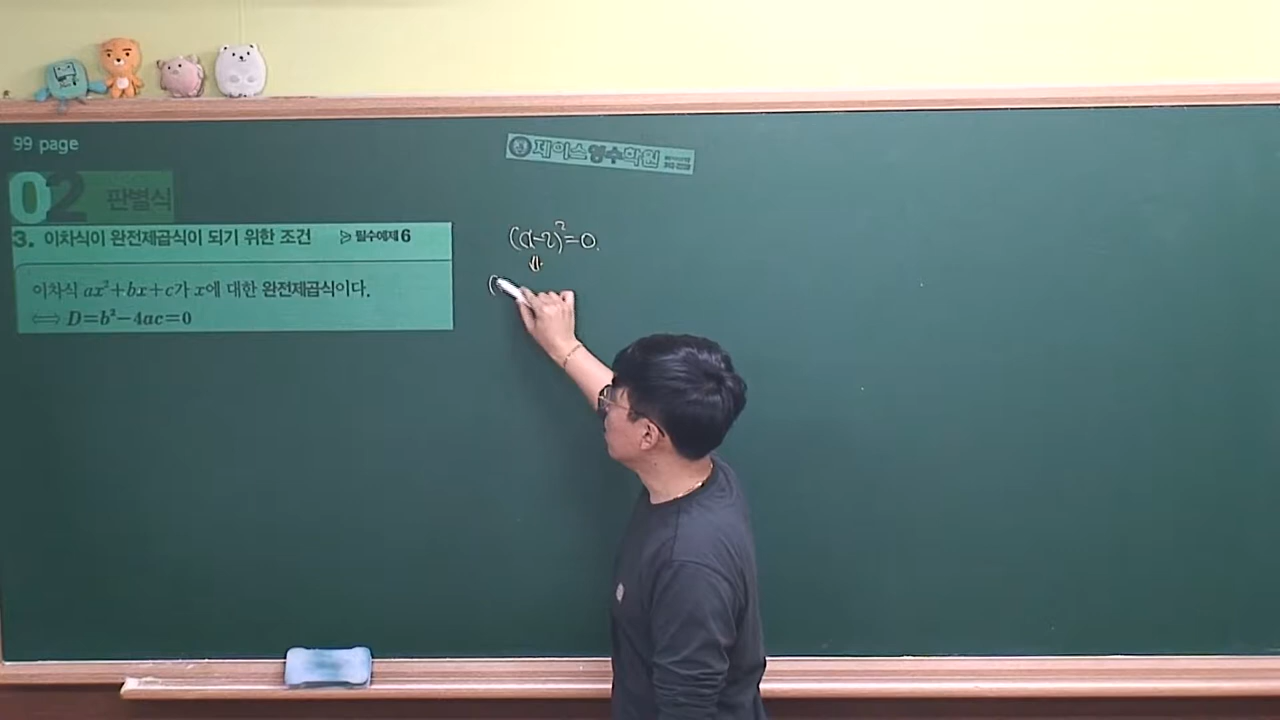 99 page
제이스영수학원
02 판별식
3. 이차식이 완전제곱식이 되기 위한 조건 ▷ 필수예제 6
이차식 ax²+bx+c가 x에 대한 완전제곱식이다.
⟺ D=b²-4ac=0
(x-2)²=0.
⇓
(